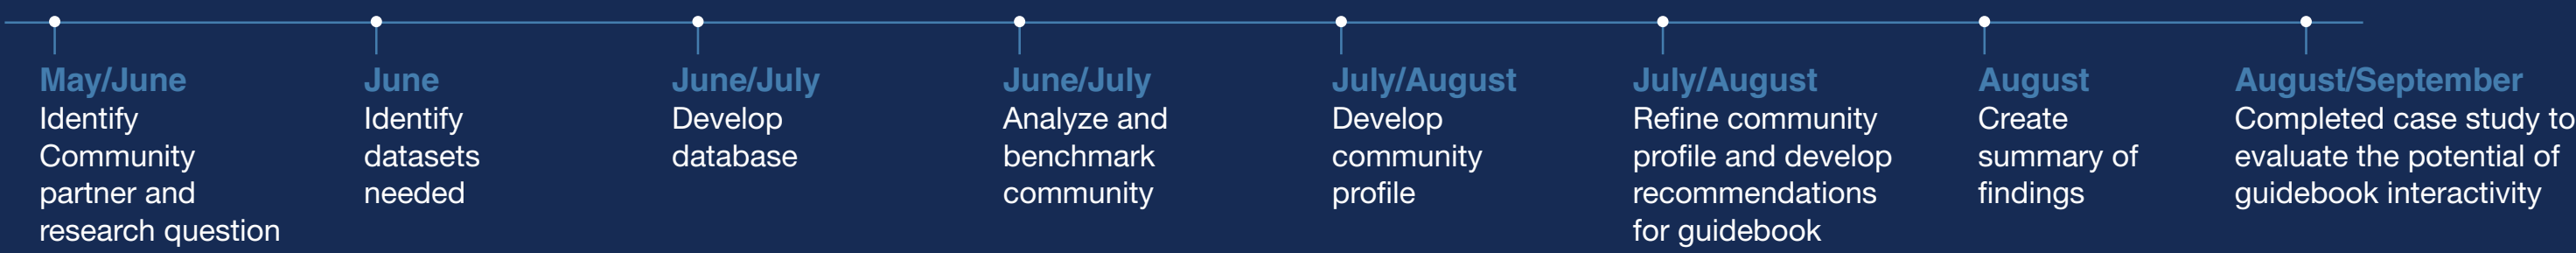 May/June
Identify
Community
partner and
research question
June
Identify
datasets
needed
June/July
Develop
database
June/July
Analyze and
benchmark
community
July/August
Develop
community
profile
July/August
Refine community
profile and develop
recommendations
for guidebook
August
Create
summary of
findings
August/September
Completed case study to
evaluate the potential of
guidebook interactivity